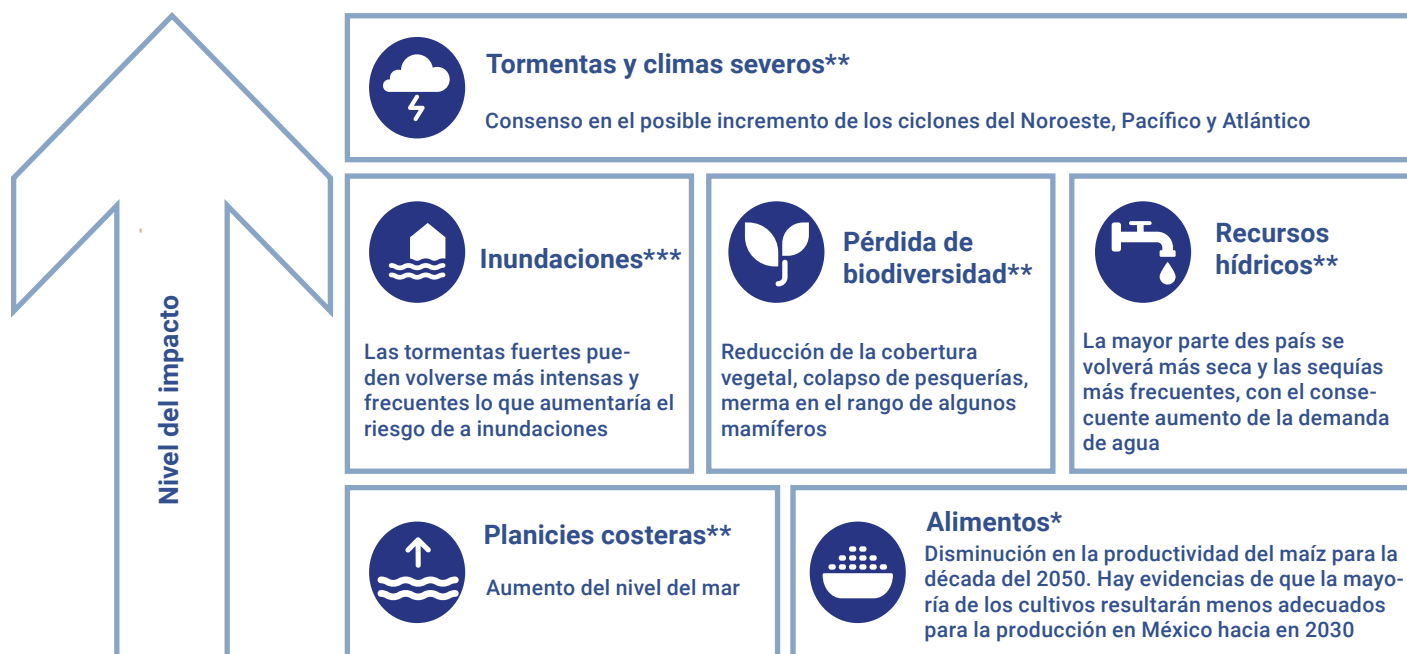 Nivel del impacto
Tormentas y climas severos**
Consenso en el posible incremento de los ciclones del Noroeste, Pacífico y Atlántico
Inundaciones***
Las tormentas fuertes pue-
den volverse más intensas y
frecuentes lo que aumentaría el
riesgo de a inundaciones
Pérdida de
biodiversidad**
Reducción de la cobertura
vegetal, colapso de pesquerías,
merma en el rango de algunos
mamíferos
Recursos
hídricos**
La mayor parte des país se
volverá más seca y las sequías
más frecuentes, con el conse-
cuente aumento de la demanda
de agua
Planicies costeras**
Aumento del nivel del mar
Alimentos*
Disminución en la productividad del maíz para la
década del 2050. Hay evidencias de que la mayo-
ría de los cultivos resultarán menos adecuados
para la producción en México hacia en 2030